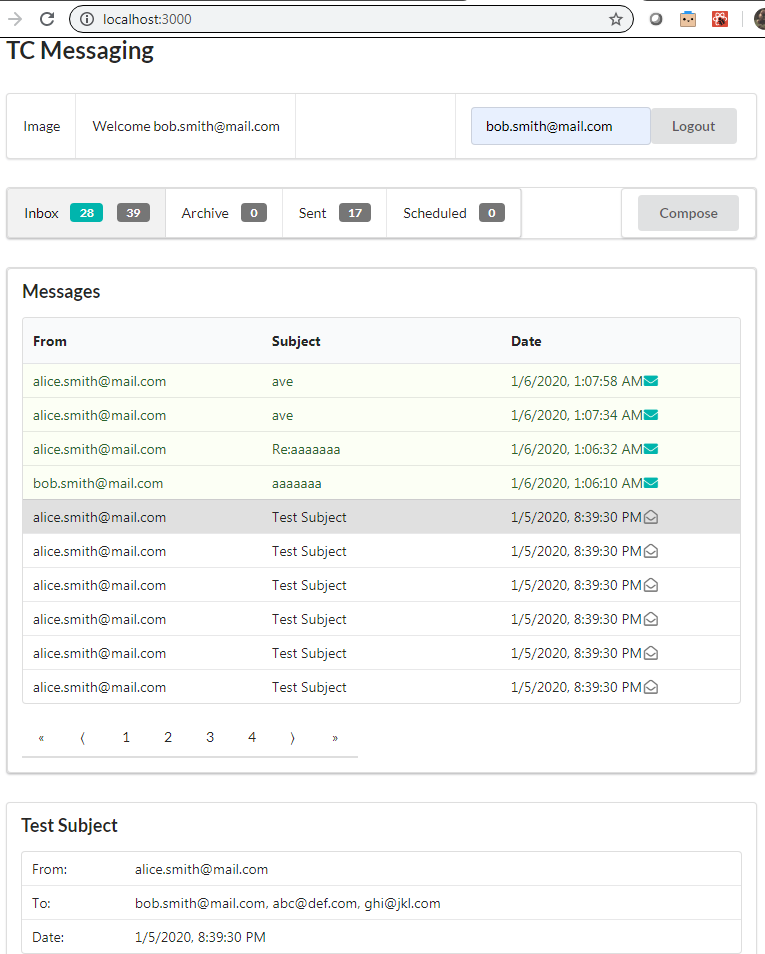 localhost:3000
TC Messaging
Image Welcome bob.smith@mail.com bob.smith@mail.com Logout
Inbox 28 39 Archive 0 Sent 17 Scheduled 0 Compose
Messages
From Subject Date
alice.smith@mail.com ave 1/6/2020, 1:07:58 AM
alice.smith@mail.com ave 1/6/2020, 1:07:34 AM
alice.smith@mail.com Re:aaaaaaa 1/6/2020, 1:06:32 AM
bob.smith@mail.com aaaaaaa 1/6/2020, 1:06:10 AM
alice.smith@mail.com Test Subject 1/5/2020, 8:39:30 PM
alice.smith@mail.com Test Subject 1/5/2020, 8:39:30 PM
alice.smith@mail.com Test Subject 1/5/2020, 8:39:30 PM
alice.smith@mail.com Test Subject 1/5/2020, 8:39:30 PM
alice.smith@mail.com Test Subject 1/5/2020, 8:39:30 PM
alice.smith@mail.com Test Subject 1/5/2020, 8:39:30 PM
« ⟨ 1 2 3 4 ⟩ »
Test Subject
From: alice.smith@mail.com
To: bob.smith@mail.com, abc@def.com, ghi@jkl.com
Date: 1/5/2020, 8:39:30 PM